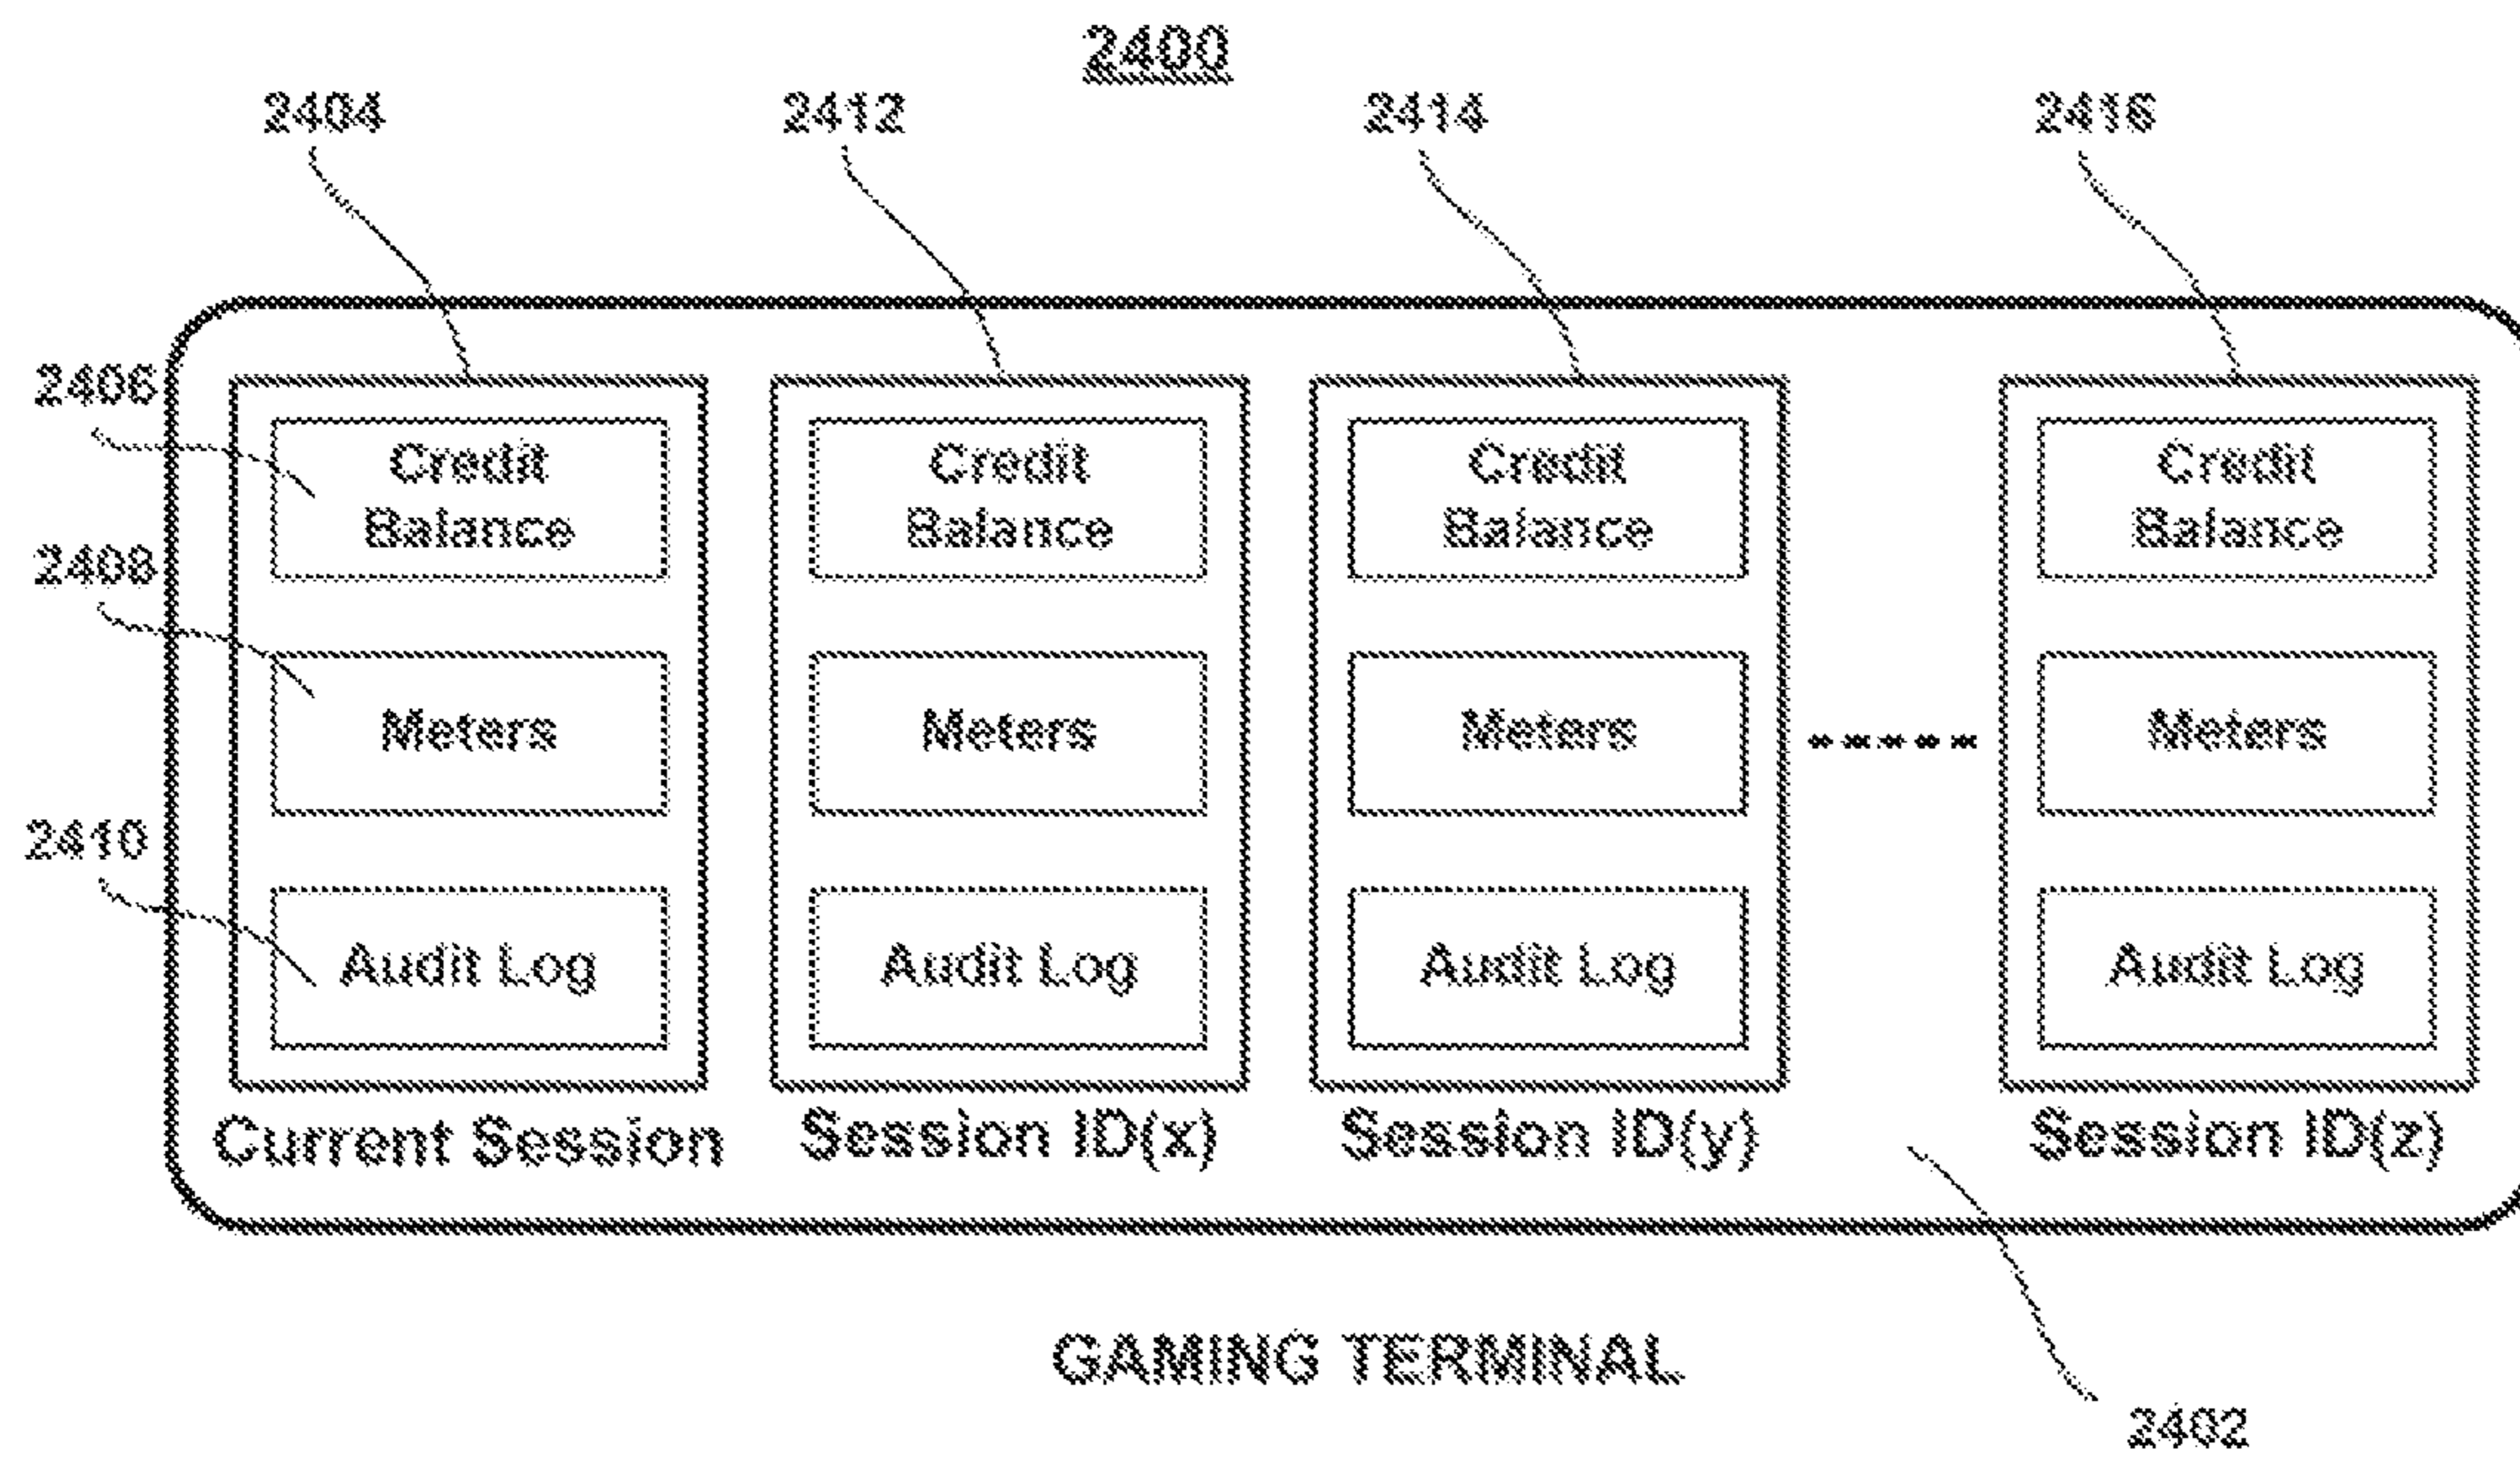 2400
2404 2412 2414 2416
2406
Credit Balance
Credit Balance
Credit Balance
Credit Balance
2408
Meters
Meters
Meters
Meters
2410
Audit Log
Audit Log
Audit Log
Audit Log
Current Session
Session ID(x)
Session ID(y)
Session ID(z)
GAMING TERMINAL
2402